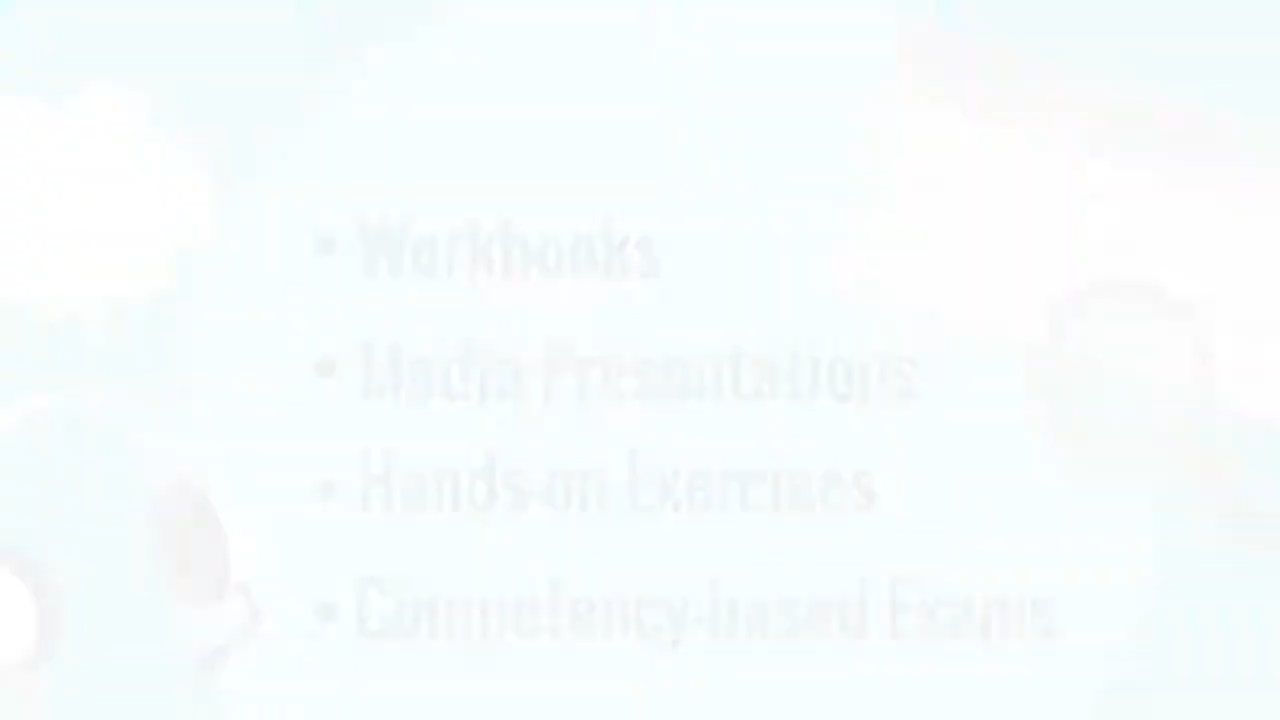 • Workbooks
• Media Presentations
• Hands-on Exercises
• Competency-based Exams